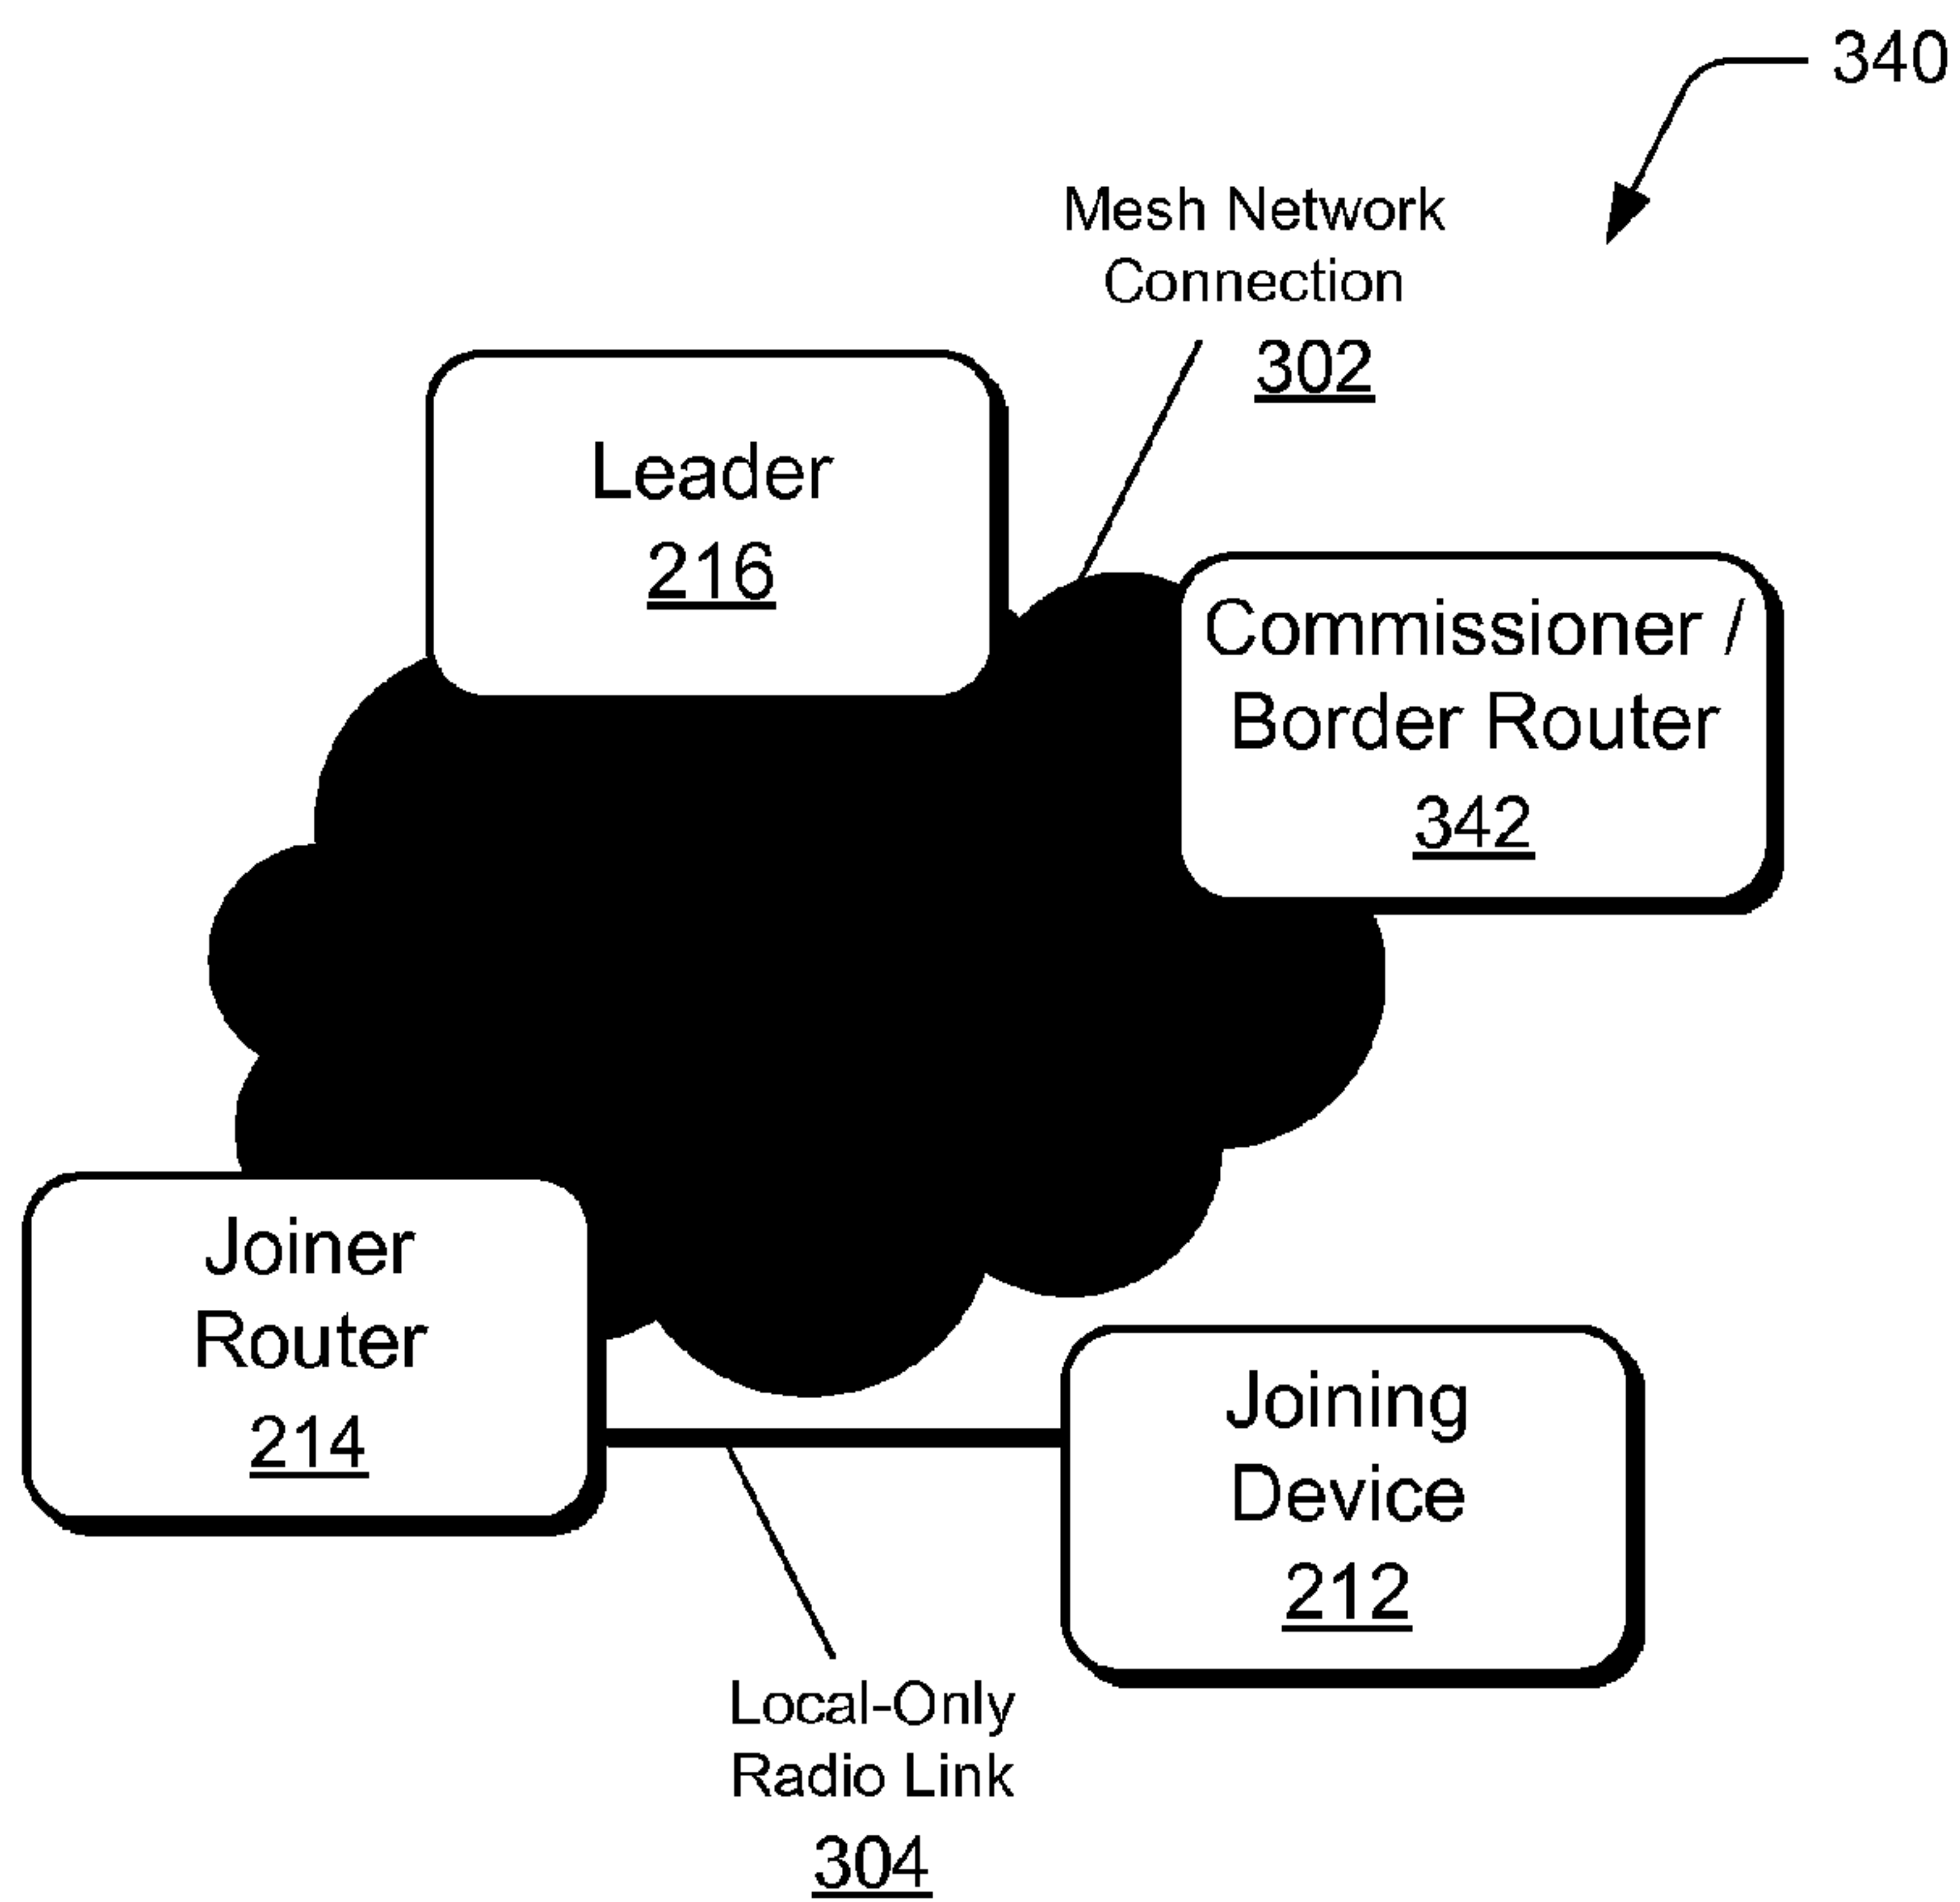 340
Mesh Network
Connection
302
Leader
216
Commissioner /
Border Router
342
Joiner
Router
214
Joining
Device
212
Local-Only
Radio Link
304